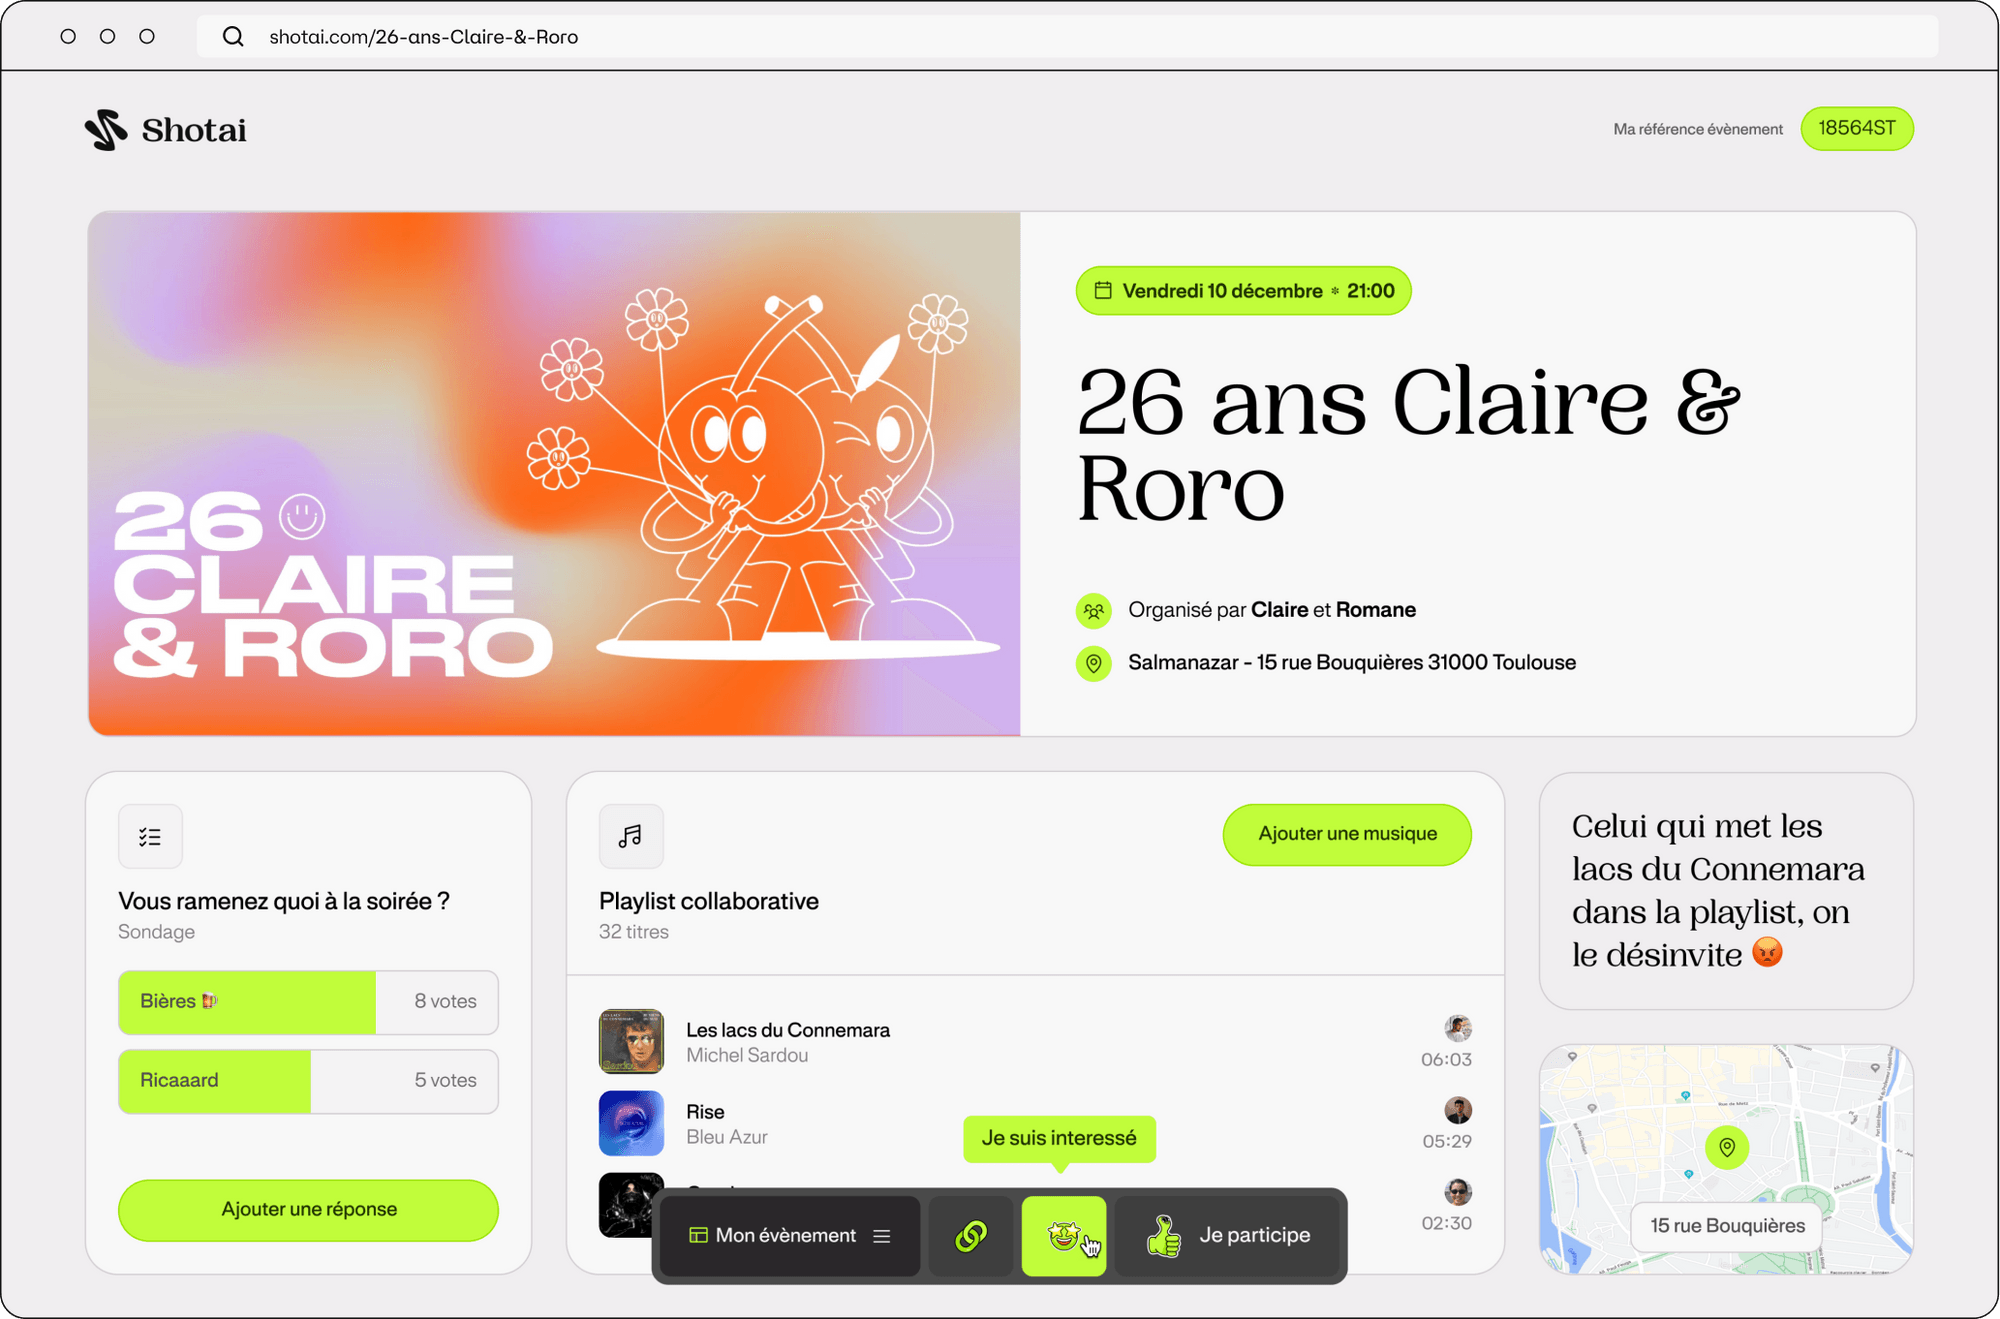 shotai.com/26-ans-Claire-&-Roro
Shotai
Ma référence évènement
18564ST
26
CLAIRE
& RORO
Vendredi 10 décembre * 21:00
26 ans Claire &
Roro
Organisé par Claire et Romane
Salmanazar - 15 rue Bouquières 31000 Toulouse
Vous ramenez quoi à la soirée ?
Sondage
Bières 🍺 8 votes
Ricaaard 5 votes
Ajouter une réponse
Ajouter une musique
Playlist collaborative
32 titres
Les lacs du Connemara
Michel Sardou
06:03
Rise
Bleu Azur
05:29
02:30
Je suis interessé
Mon évènement
Je participe
Celui qui met les
lacs du Connemara
dans la playlist, on
le désinvite 😡
15 rue Bouquières